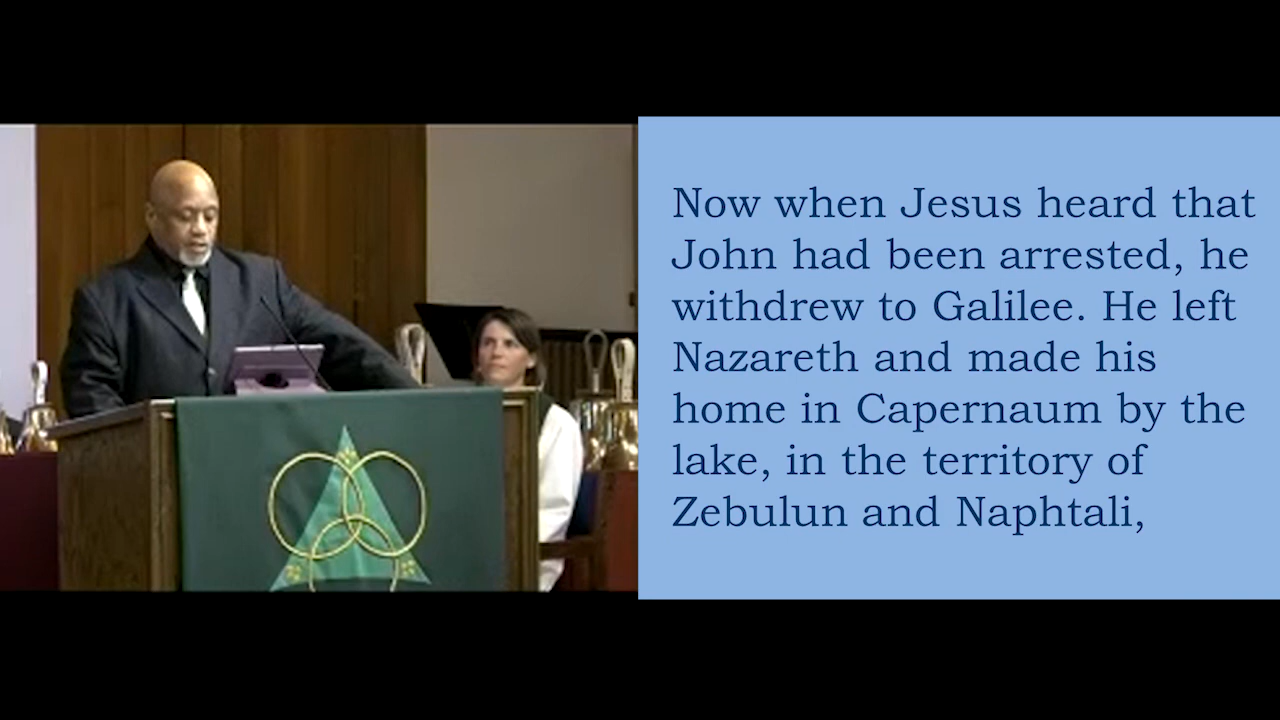 Now when Jesus heard that
John had been arrested, he
withdrew to Galilee. He left
Nazareth and made his
home in Capernaum by the
lake, in the territory of
Zebulun and Naphtali,